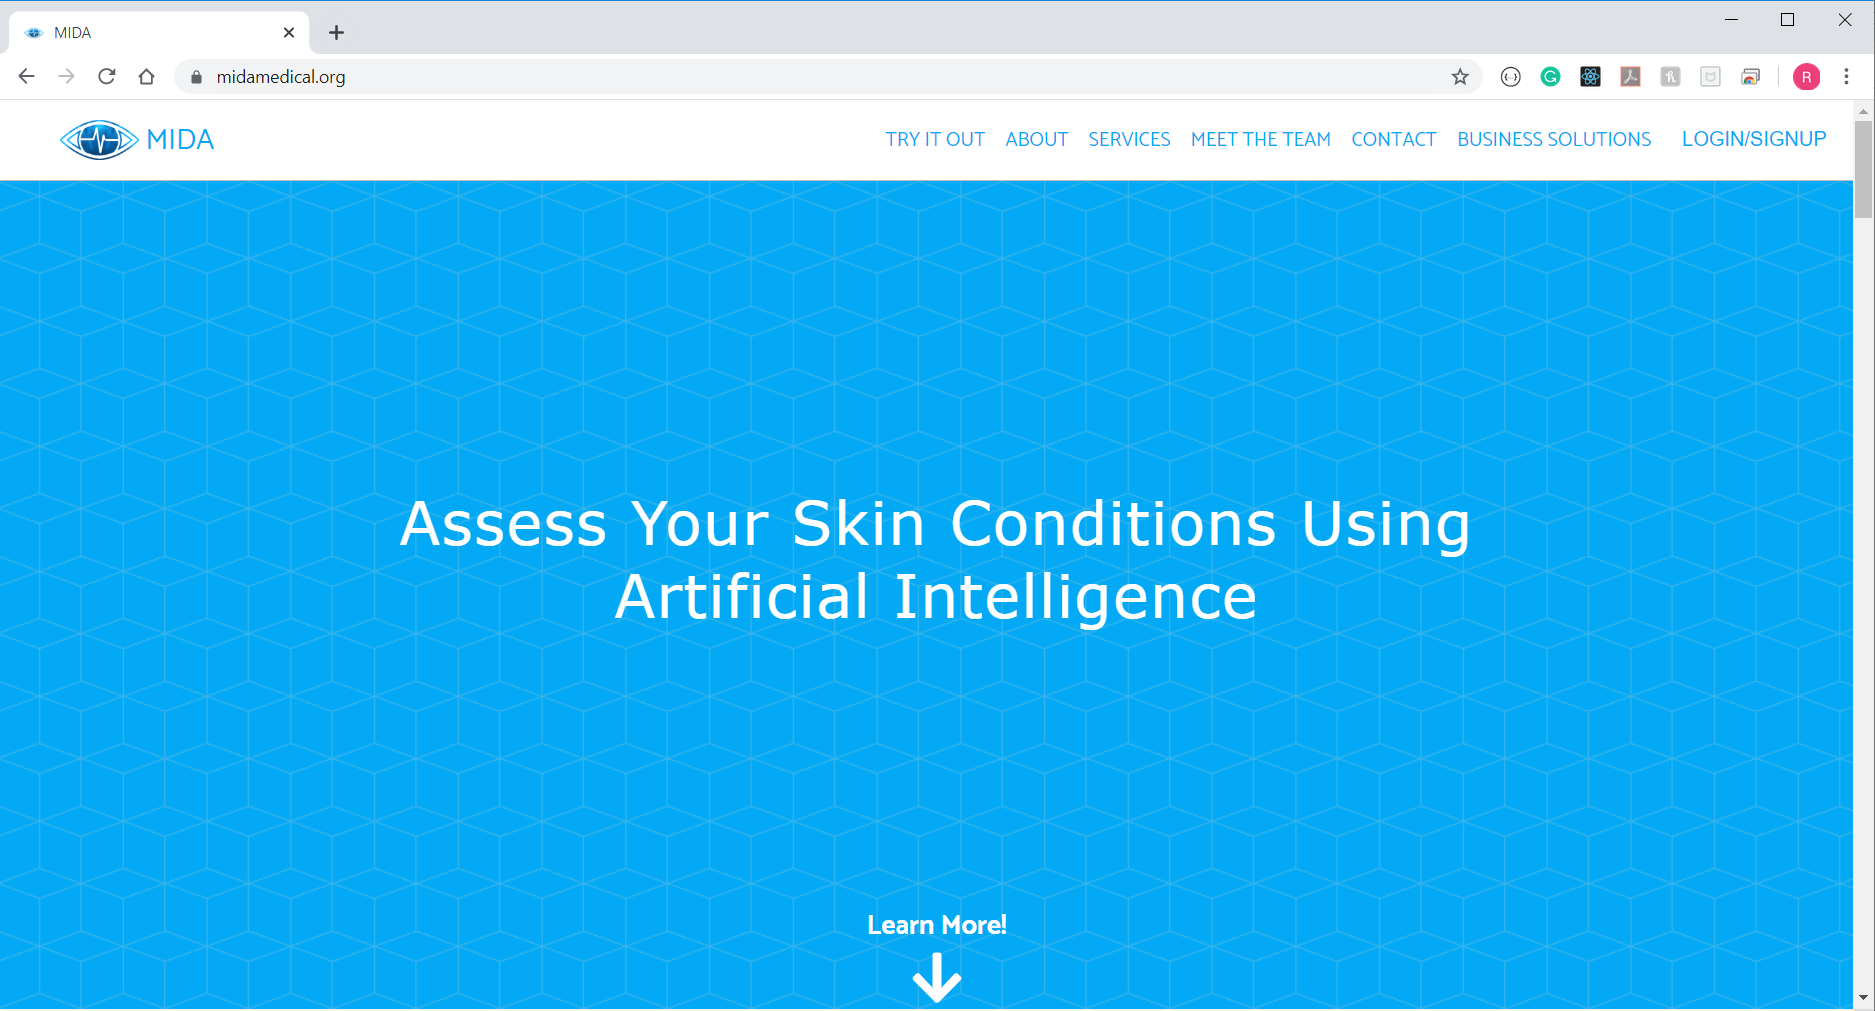 MIDA
midamedical.org
R
MIDA
TRY IT OUT ABOUT SERVICES MEET THE TEAM CONTACT BUSINESS SOLUTIONS LOGIN/SIGNUP
Assess Your Skin Conditions Using
Artificial Intelligence
Learn More!